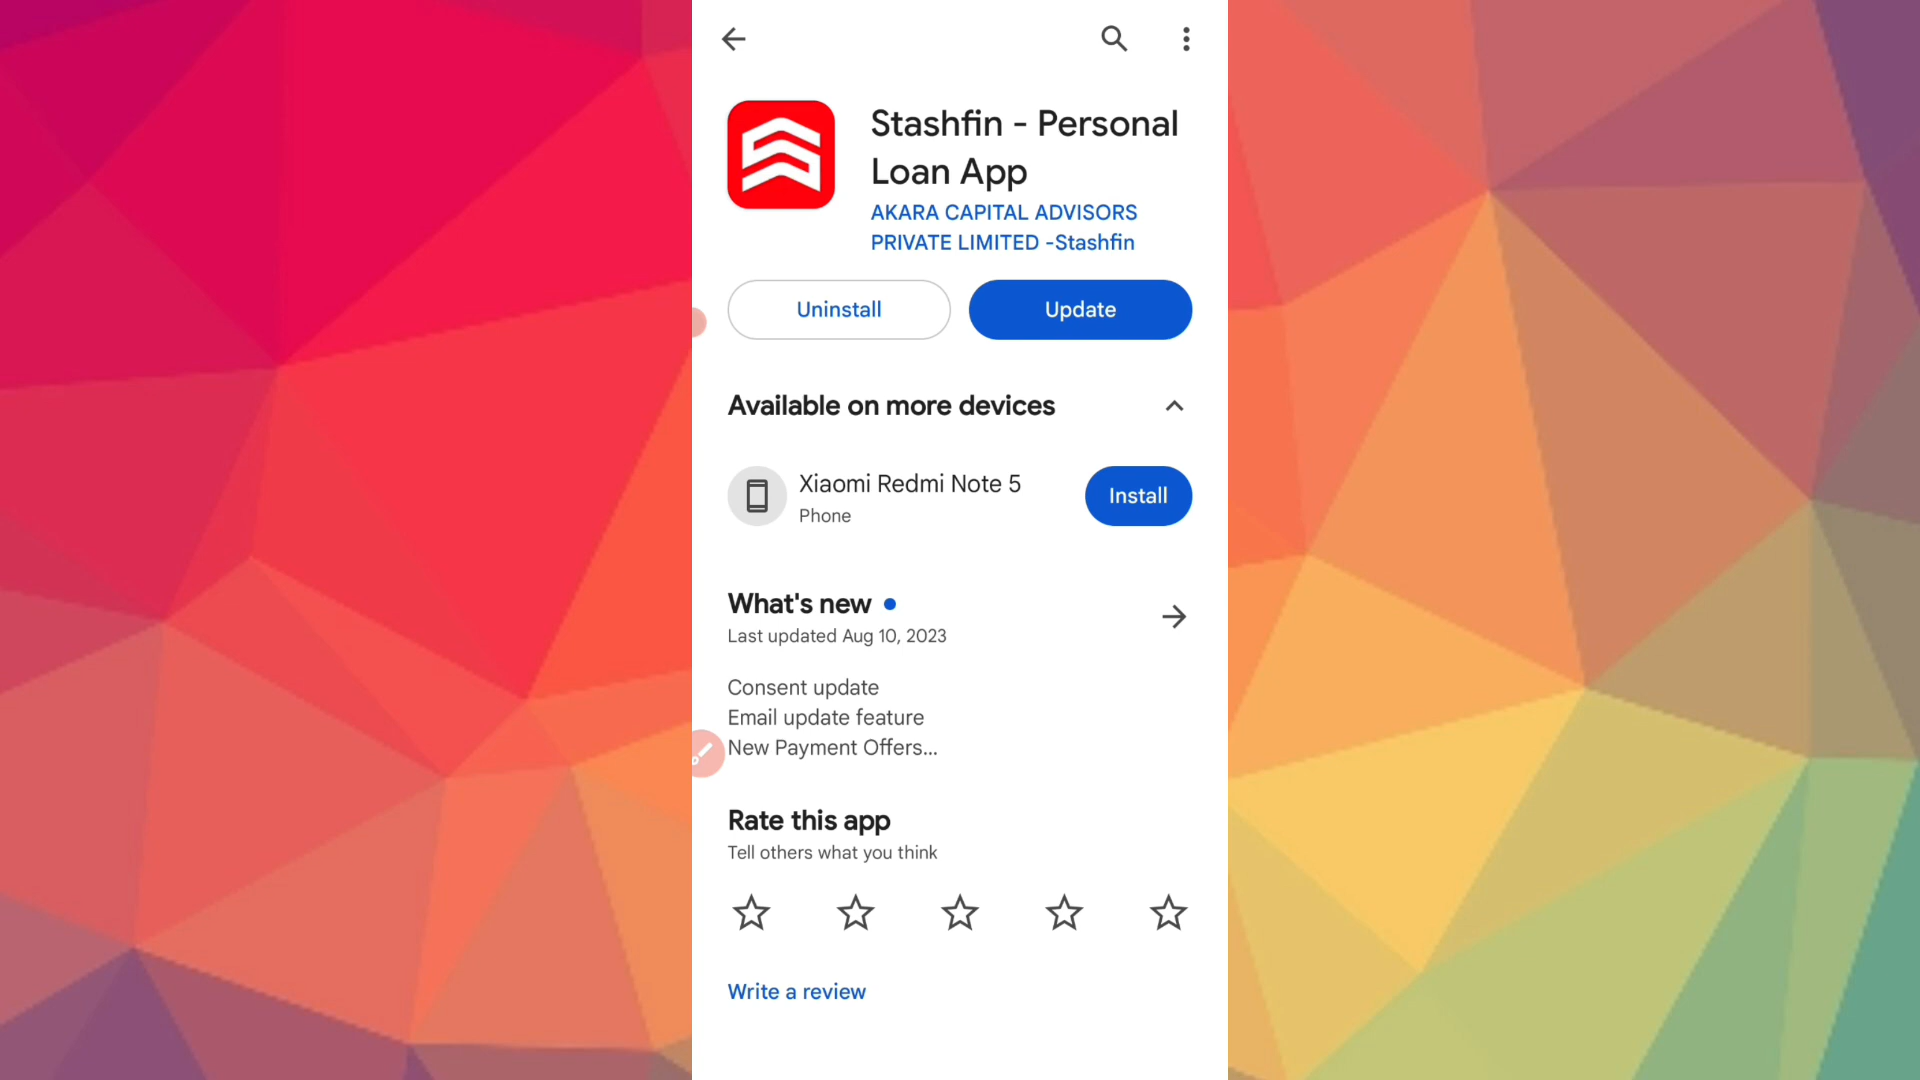 Stashfin - Personal
Loan App
AKARA CAPITAL ADVISORS
PRIVATE LIMITED -Stashfin
Uninstall
Update
Available on more devices
Xiaomi Redmi Note 5
Phone
Install
What's new
Last updated Aug 10, 2023
Consent update
Email update feature
New Payment Offers...
Rate this app
Tell others what you think
Write a review